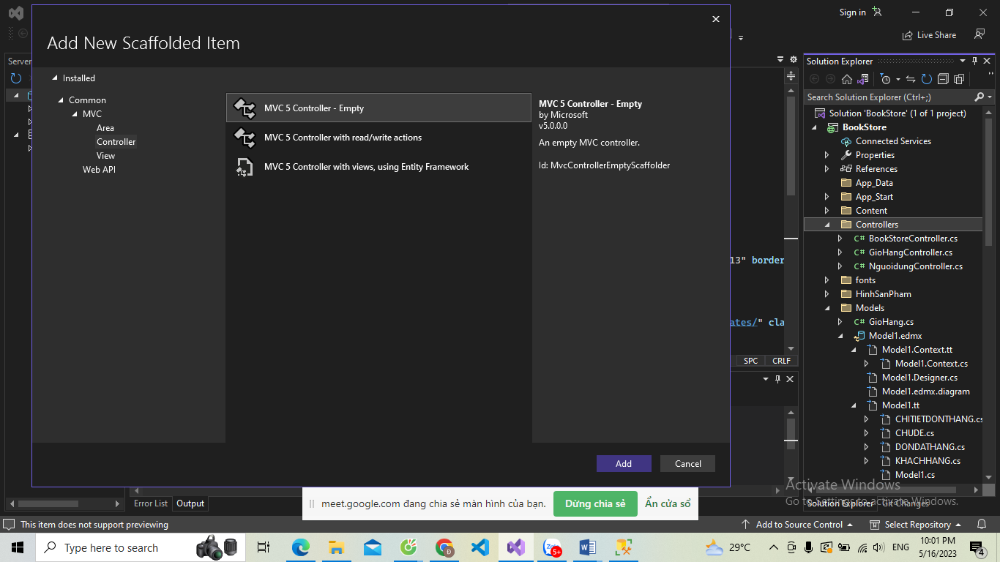 Sign in
Add New Scaffolded Item
Live Share
Server
Installed
Common
MVC
Area
Controller
View
Web API
MVC 5 Controller - Empty
MVC 5 Controller with read/write actions
MVC 5 Controller with views, using Entity Framework
MVC 5 Controller - Empty
by Microsoft
v5.0.0.0
An empty MVC controller.
Id: MvcControllerEmptyScaffolder
Add
Cancel
13" border
ates/" cla
SPC CRLF
Solution Explorer
Search Solution Explorer (Ctrl+;)
Solution 'BookStore' (1 of 1 project)
BookStore
Connected Services
Properties
References
App_Data
App_Start
Content
Controllers
C# BookStoreController.cs
C# GioHangController.cs
C# NguoidungController.cs
fonts
HinhSanPham
Models
C# GioHang.cs
Model1.edmx
Model1.Context.tt
Model1.Context.cs
Model1.Designer.cs
Model1.edmx.diagram
Model1.tt
CHITIETDONTHANG.cs
CHUDE.cs
DONDATHANG.cs
KHACHHANG.cs
Model1.cs
Activate Windows
Go to Settings to activate Windows.
Solution Explorer Git Changes
Error List Output
meet.google.com đang chia sẻ màn hình của bạn. Dừng chia sẻ Ẩn cửa sổ
This item does not support previewing
Add to Source Control
Select Repository
Type here to search
Đ
5+
29°C
ENG
10:01 PM
5/16/2023
4